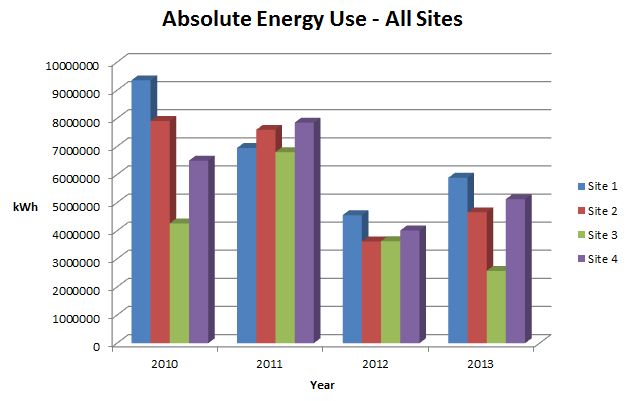 Absolute Energy Use - All Sites
10000000
9000000
8000000
7000000
6000000
5000000
4000000
3000000
2000000
1000000
0
kWh
2010 2011 2012 2013
Year
Site 1
Site 2
Site 3
Site 4